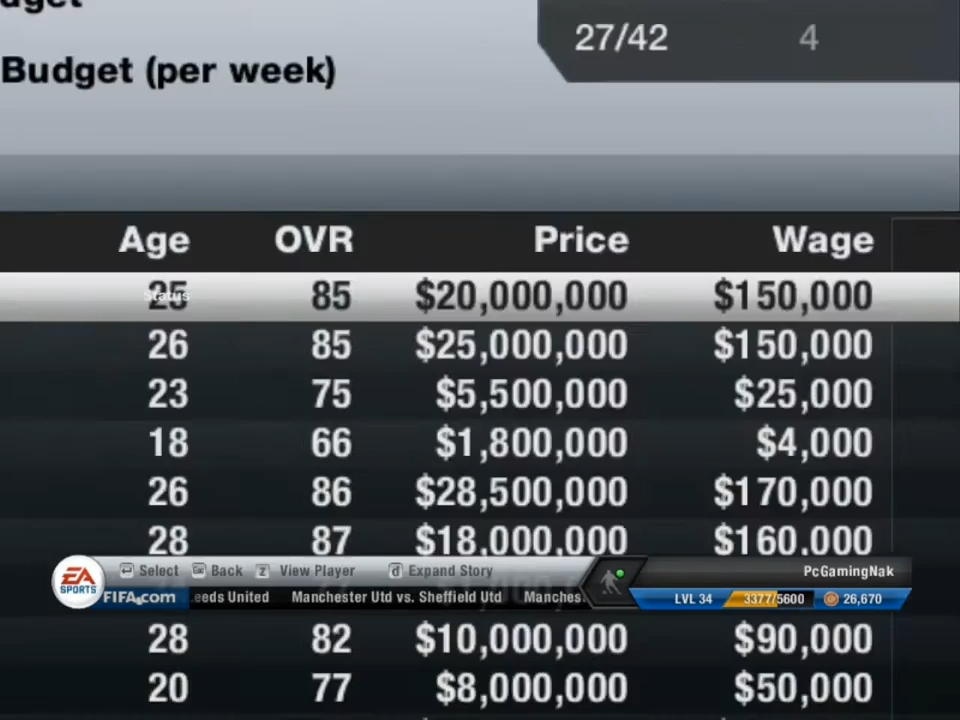 27/42 4
Budget (per week)
Age OVR Price Wage
Status
25 85 $20,000,000 $150,000
26 85 $25,000,000 $150,000
23 75 $5,500,000 $25,000
18 66 $1,800,000 $4,000
26 86 $28,500,000 $170,000
28 87 $18,000,000 $160,000
EA SPORTS
Select Back z View Player d Expand Story PcGamingNak
FIFA.com eeds United Manchester Utd vs. Sheffield Utd Manches LVL 34 3377/5600 26,670
28 82 $10,000,000 $90,000
20 77 $8,000,000 $50,000